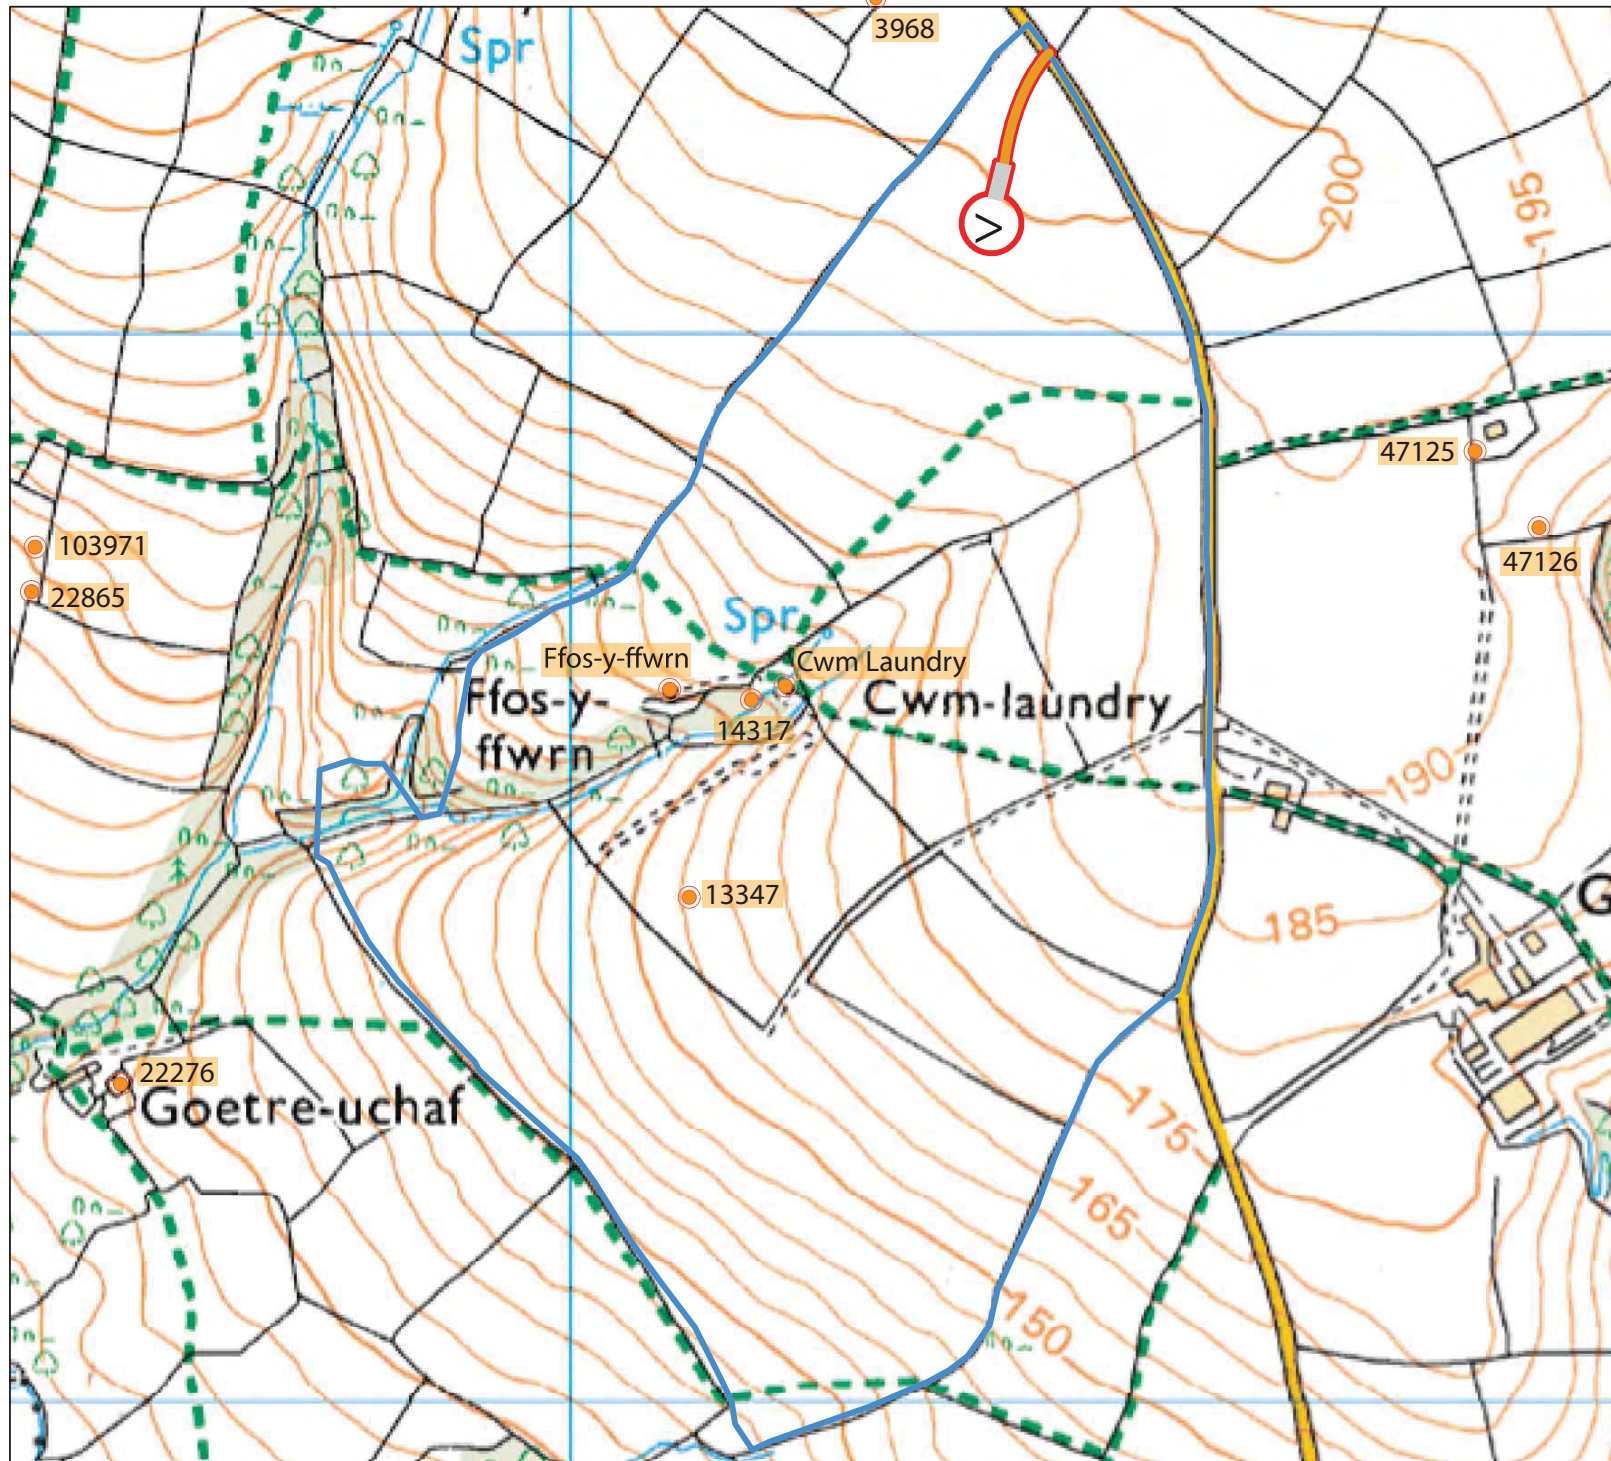 3968
Spr
200
195
47125
47126
103971
22865
Spr
Ffos-y-ffwrn
Cwm Laundry
Ffos-y-
ffwrn
14317
Cwm-laundry
190
13347
185
G
22276
Goetre-uchaf
175
165
150
>